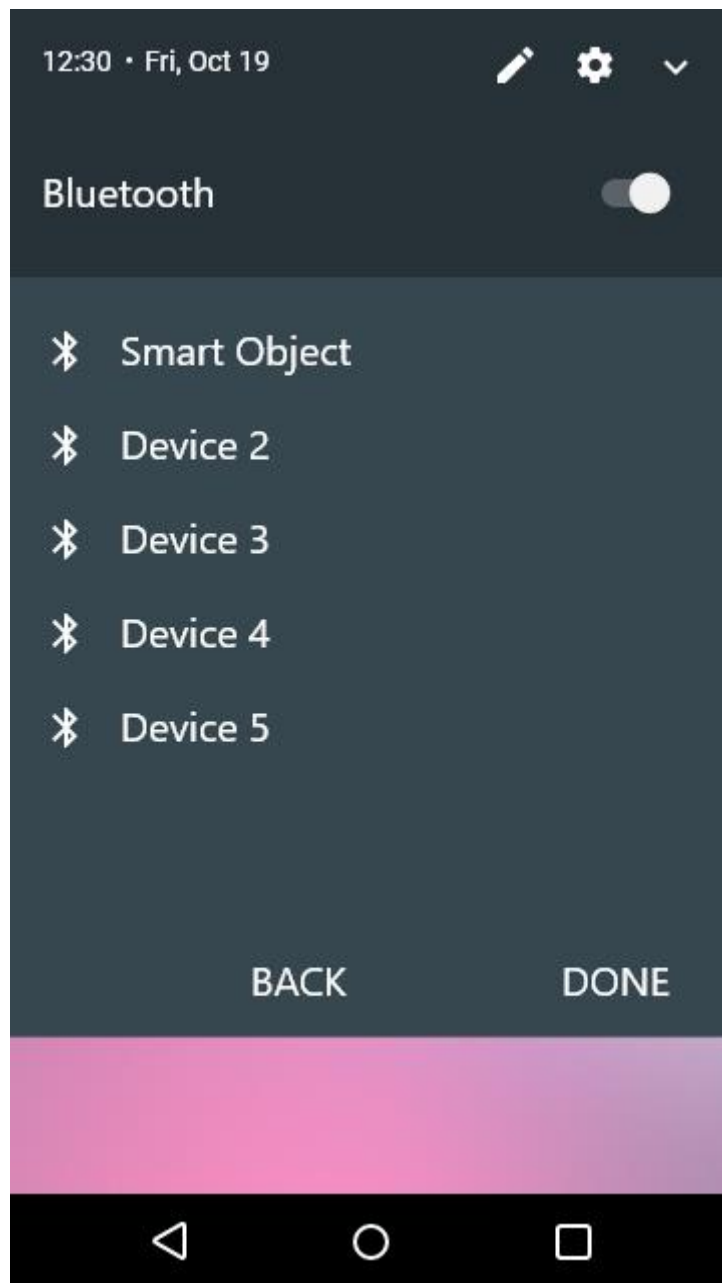 12:30 • Fri, Oct 19
Bluetooth
Smart Object
Device 2
Device 3
Device 4
Device 5
BACK DONE